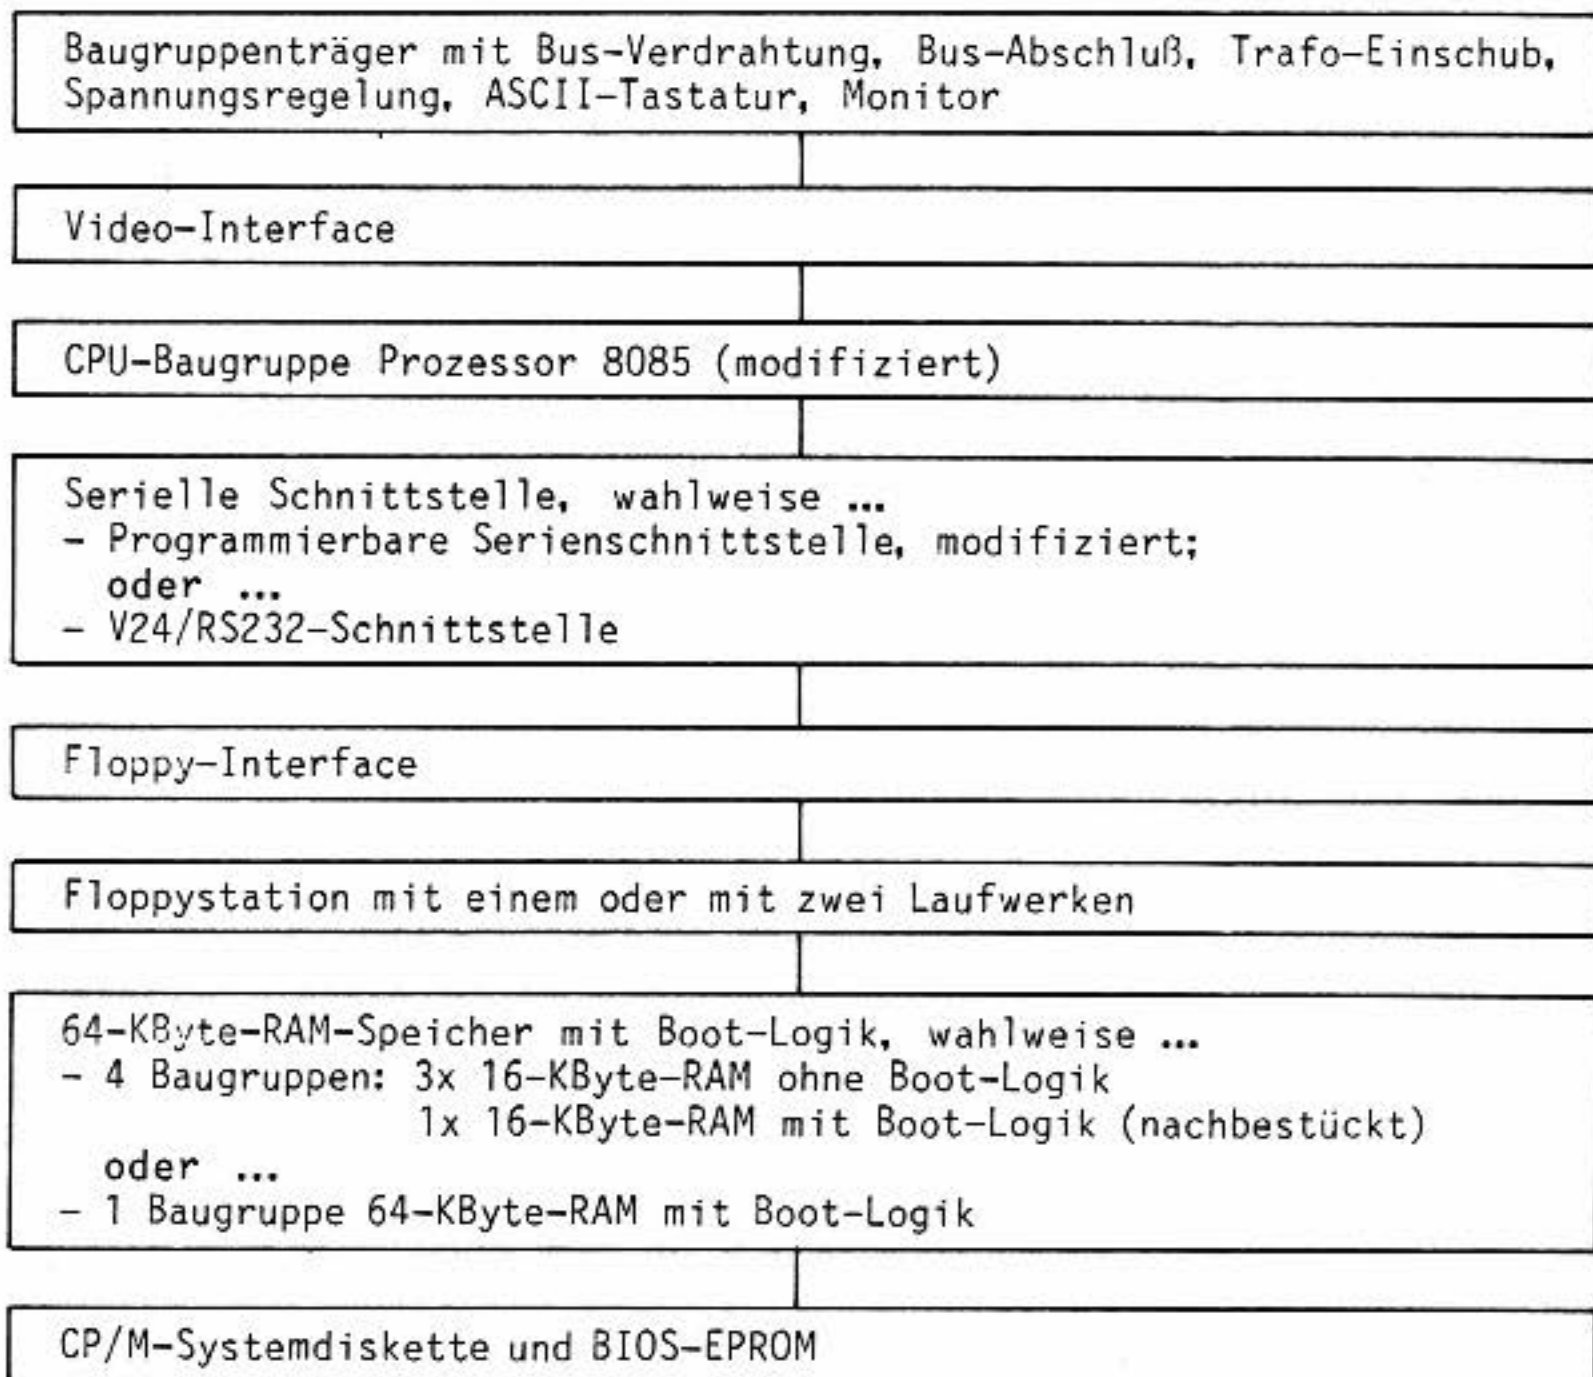 Baugruppenträger mit Bus-Verdrahtung, Bus-Abschluß, Trafo-Einschub,
Spannungsregelung, ASCII-Tastatur, Monitor
Video-Interface
CPU-Baugruppe Prozessor 8085 (modifiziert)
Serielle Schnittstelle, wahlweise ...
- Programmierbare Serienschnittstelle, modifiziert;
oder ...
- V24/RS232-Schnittstelle
Floppy-Interface
Floppystation mit einem oder mit zwei Laufwerken
64-KByte-RAM-Speicher mit Boot-Logik, wahlweise ...
- 4 Baugruppen: 3x 16-KByte-RAM ohne Boot-Logik
1x 16-KByte-RAM mit Boot-Logik (nachbestückt)
oder ...
- 1 Baugruppe 64-KByte-RAM mit Boot-Logik
CP/M-Systemdiskette und BIOS-EPROM